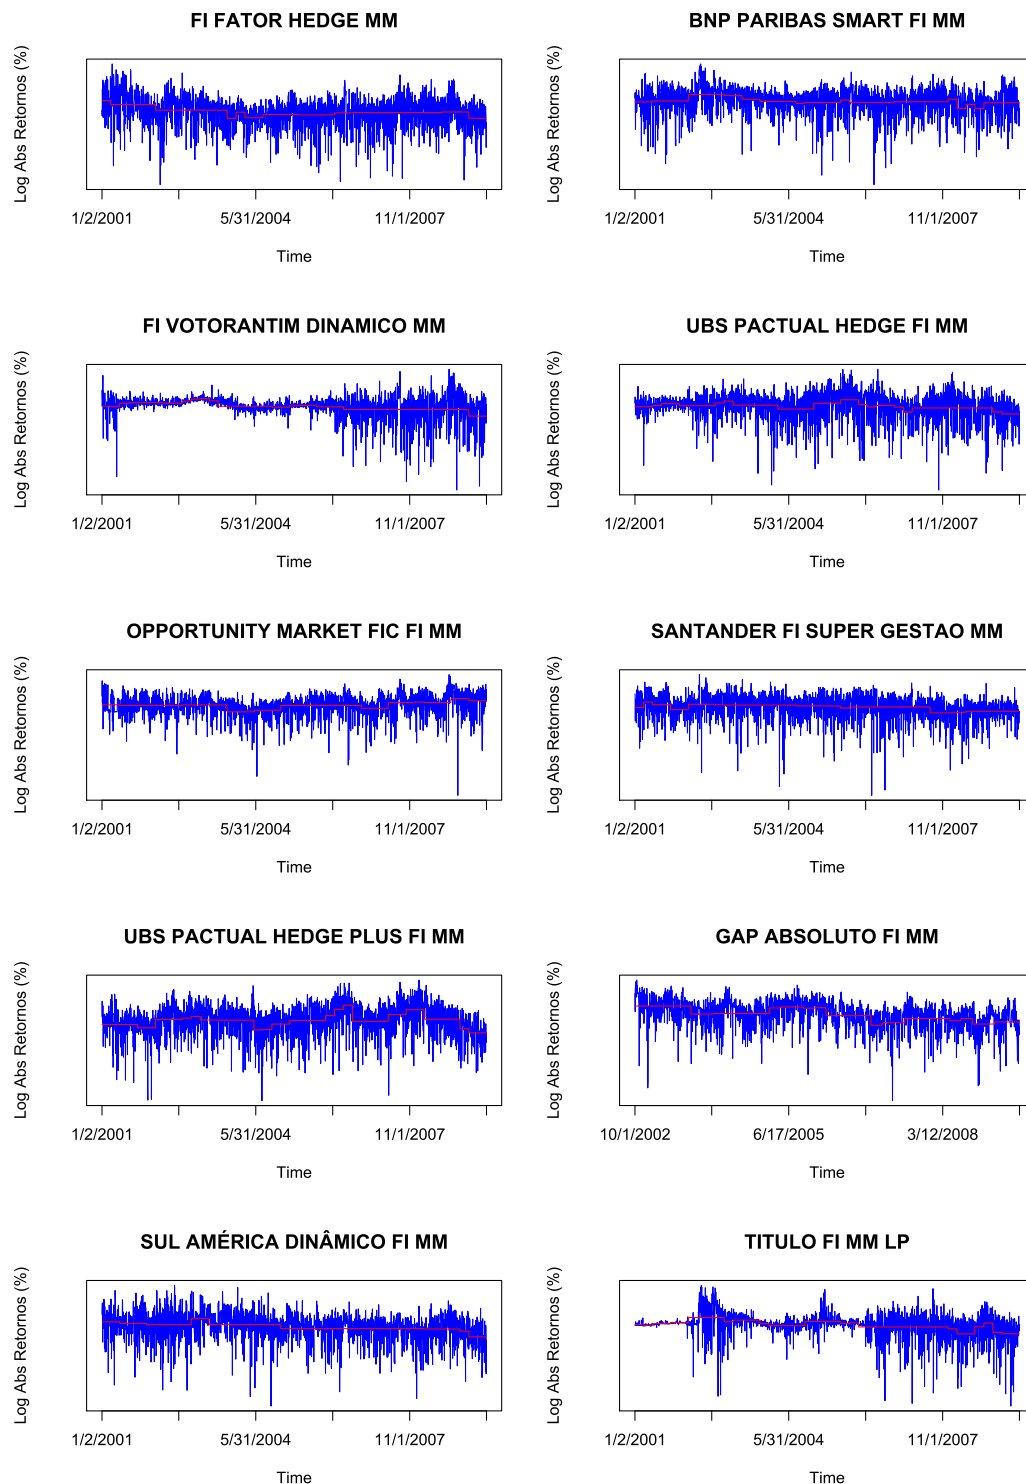 FI FATOR HEDGE MM
Log Abs Retornos (%)
1/2/2001 5/31/2004 11/1/2007
Time
BNP PARIBAS SMART FI MM
Log Abs Retornos (%)
1/2/2001 5/31/2004 11/1/2007
Time
FI VOTORANTIM DINAMICO MM
Log Abs Retornos (%)
1/2/2001 5/31/2004 11/1/2007
Time
UBS PACTUAL HEDGE FI MM
Log Abs Retornos (%)
1/2/2001 5/31/2004 11/1/2007
Time
OPPORTUNITY MARKET FIC FI MM
Log Abs Retornos (%)
1/2/2001 5/31/2004 11/1/2007
Time
SANTANDER FI SUPER GESTAO MM
Log Abs Retornos (%)
1/2/2001 5/31/2004 11/1/2007
Time
UBS PACTUAL HEDGE PLUS FI MM
Log Abs Retornos (%)
1/2/2001 5/31/2004 11/1/2007
Time
GAP ABSOLUTO FI MM
Log Abs Retornos (%)
10/1/2002 6/17/2005 3/12/2008
Time
SUL AMÉRICA DINÂMICO FI MM
Log Abs Retornos (%)
1/2/2001 5/31/2004 11/1/2007
Time
TITULO FI MM LP
Log Abs Retornos (%)
1/2/2001 5/31/2004 11/1/2007
Time